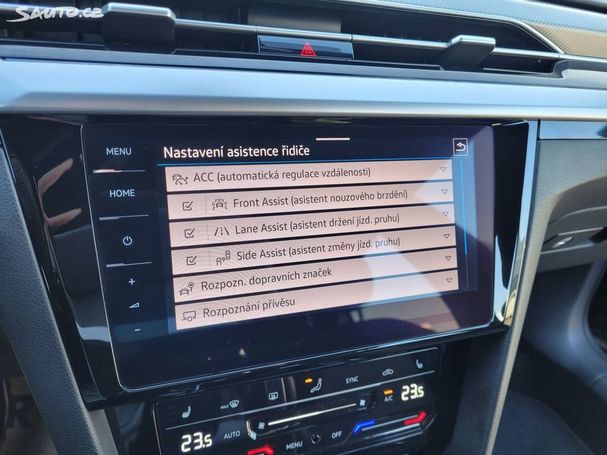 Sauto.cz
MENU
HOME
+
-
Nastavení asistence řidiče
ACC (automatická regulace vzdálenosti)
Front Assist (asistent nouzového brzdění)
Lane Assist (asistent držení jízd. pruhu)
Side Assist (asistent změny jízd. pruhu)
Rozpozn. dopravních značek
Rozpoznání přívěsu
MAX
SYNC
A/C
23.5
23.5
AUTO
MENU
OFF